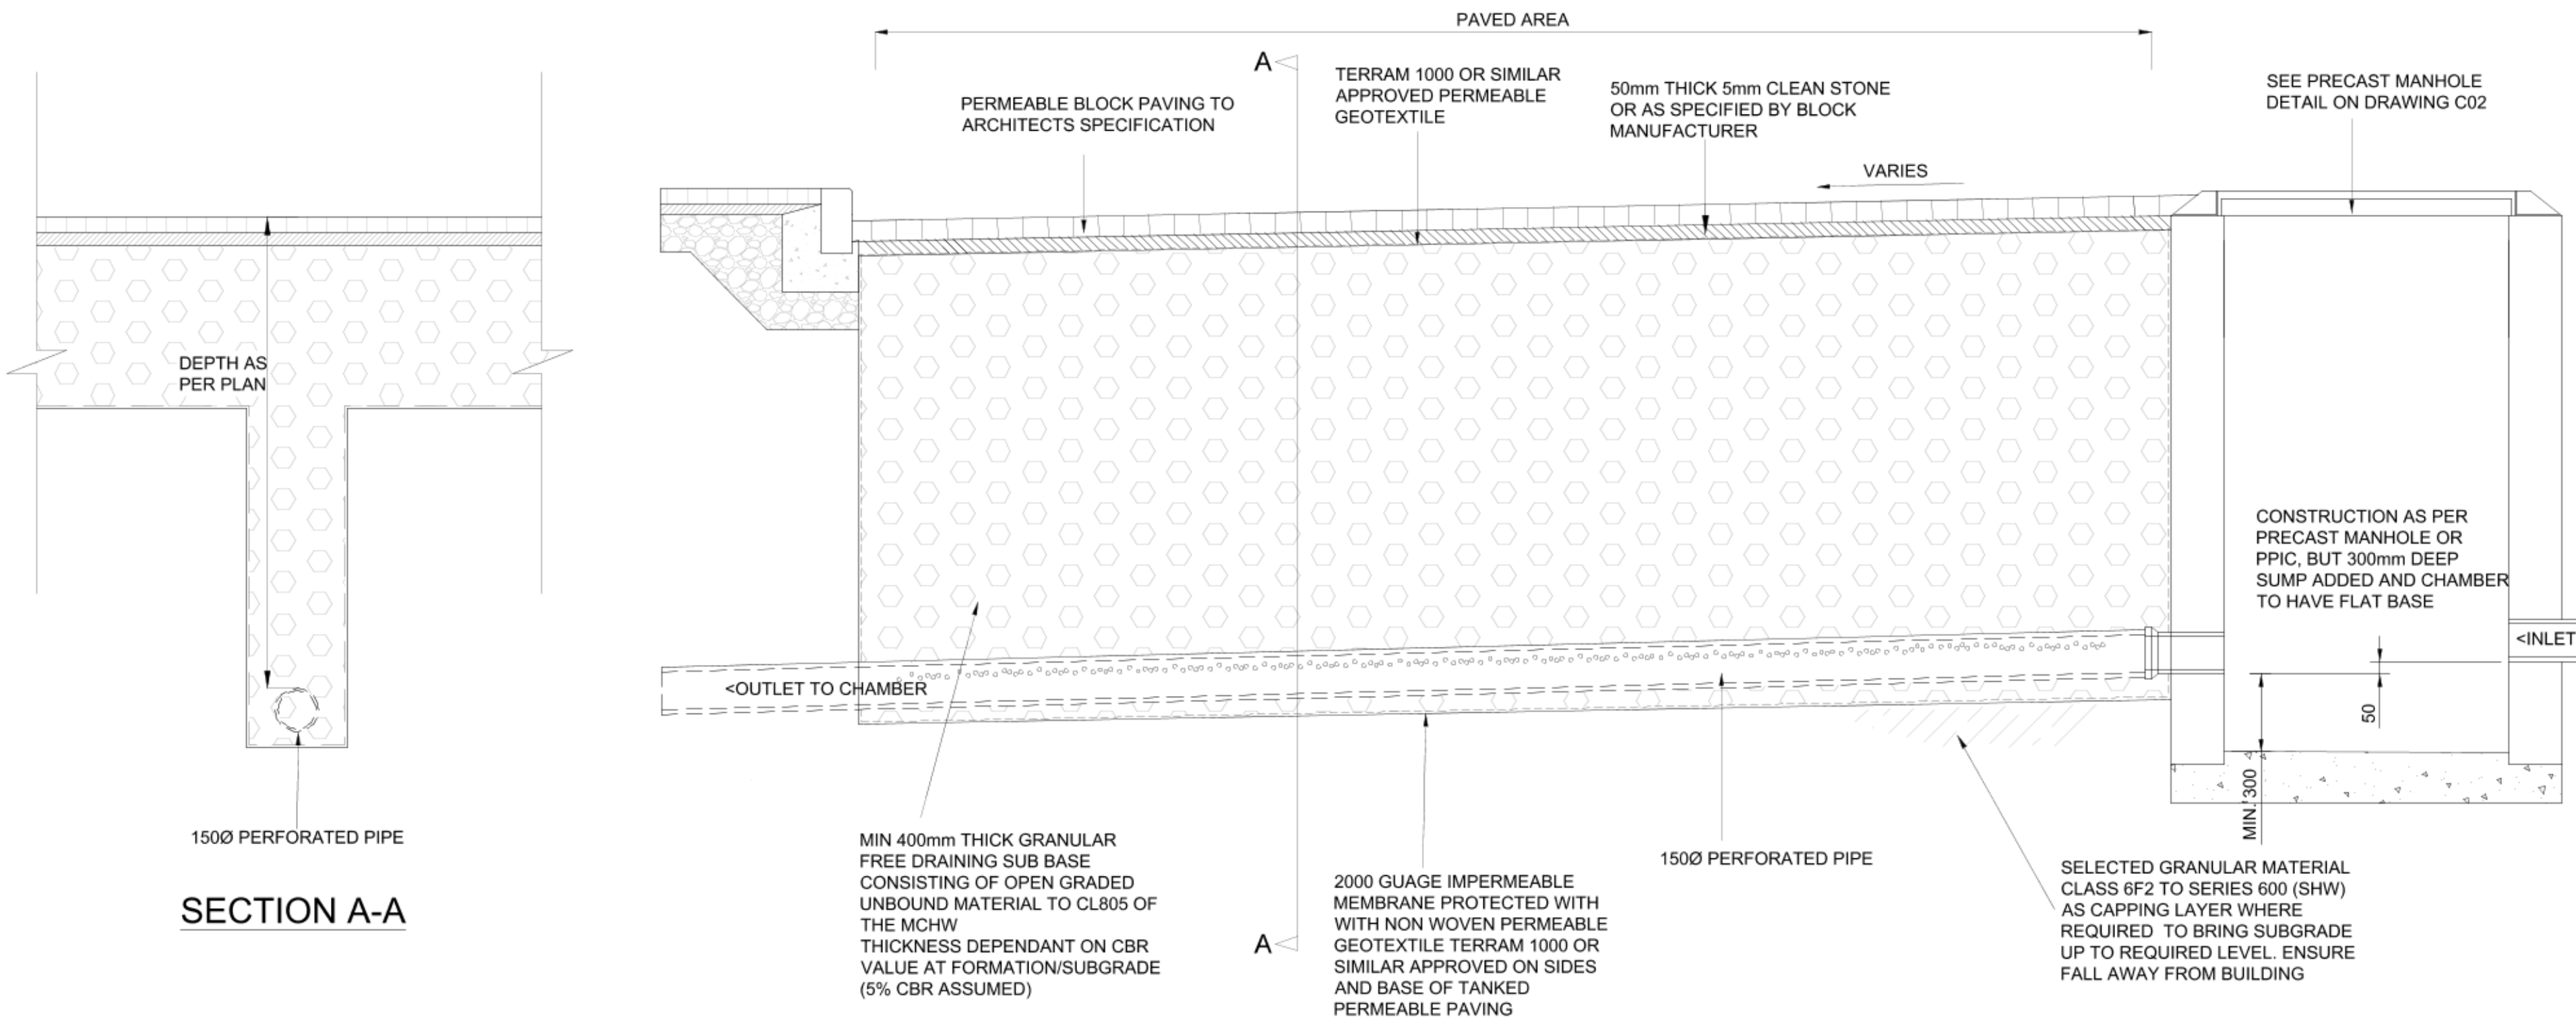 PAVED AREA
A
TERRAM 1000 OR SIMILAR
APPROVED PERMEABLE
GEOTEXTILE
50mm THICK 5mm CLEAN STONE
OR AS SPECIFIED BY BLOCK
MANUFACTURER
SEE PRECAST MANHOLE
DETAIL ON DRAWING C02
PERMEABLE BLOCK PAVING TO
ARCHITECTS SPECIFICATION
VARIES
DEPTH AS
PER PLAN
CONSTRUCTION AS PER
PRECAST MANHOLE OR
PPIC, BUT 300mm DEEP
SUMP ADDED AND CHAMBER
TO HAVE FLAT BASE
<INLET
<OUTLET TO CHAMBER
50
MIN. 300
150Ø PERFORATED PIPE
SECTION A-A
MIN 400mm THICK GRANULAR
FREE DRAINING SUB BASE
CONSISTING OF OPEN GRADED
UNBOUND MATERIAL TO CL805 OF
THE MCHW
THICKNESS DEPENDANT ON CBR
VALUE AT FORMATION/SUBGRADE
(5% CBR ASSUMED)
A
2000 GUAGE IMPERMEABLE
MEMBRANE PROTECTED WITH
WITH NON WOVEN PERMEABLE
GEOTEXTILE TERRAM 1000 OR
SIMILAR APPROVED ON SIDES
AND BASE OF TANKED
PERMEABLE PAVING
150Ø PERFORATED PIPE
SELECTED GRANULAR MATERIAL
CLASS 6F2 TO SERIES 600 (SHW)
AS CAPPING LAYER WHERE
REQUIRED TO BRING SUBGRADE
UP TO REQUIRED LEVEL. ENSURE
FALL AWAY FROM BUILDING